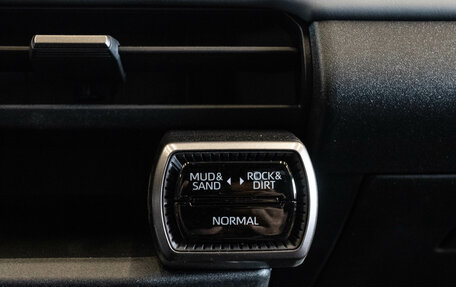 MUD& ROCK&
SAND DIRT
NORMAL